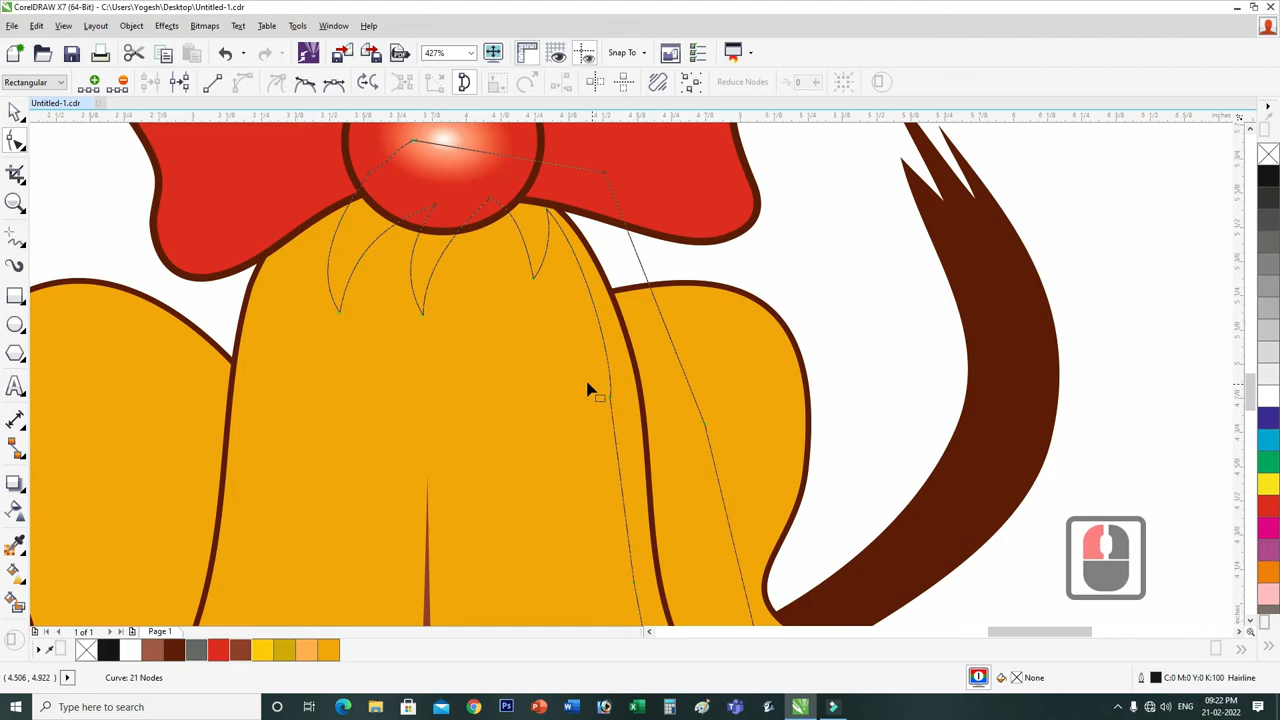 CorelDRAW X7 (64-Bit) - C:\Users\Yogesh\Desktop\Untitled-1.cdr
File Edit View Layout Object Effects Bitmaps Text Table Tools Window Help
427% Snap To
Rectangular Reduce Nodes 0
Untitled-1.cdr
inches
1 of 1 Page 1
(4.506, 4.922) Curve: 21 Nodes None C:0 M:0 Y:0 K:100 Hairline
Type here to search
09:22 PM
21-02-2022